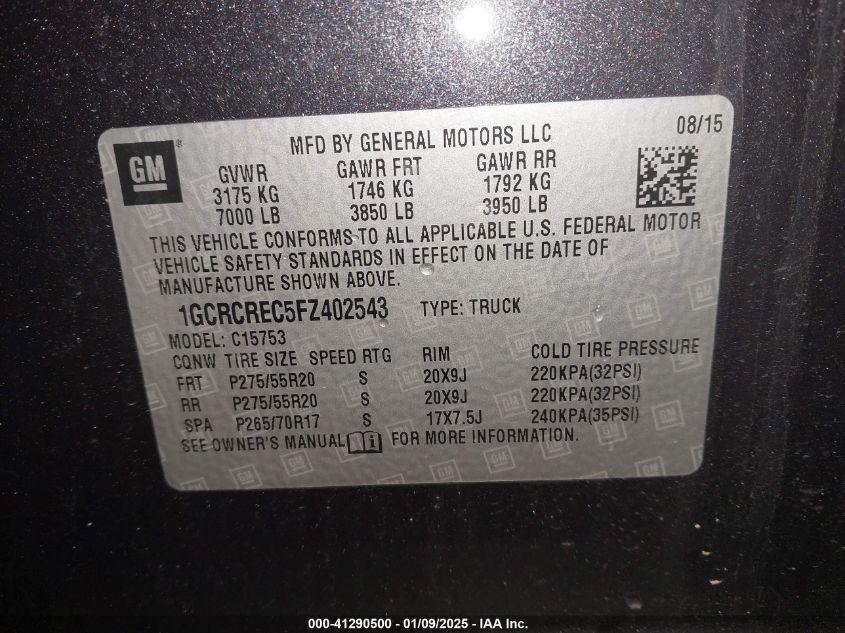 GM
MFD BY GENERAL MOTORS LLC
08/15
GVWR GAWR FRT GAWR RR
3175 KG 1746 KG 1792 KG
7000 LB 3850 LB 3950 LB
THIS VEHICLE CONFORMS TO ALL APPLICABLE U.S. FEDERAL MOTOR
VEHICLE SAFETY STANDARDS IN EFFECT ON THE DATE OF
MANUFACTURE SHOWN ABOVE.
1GCRCREC5FZ402543 TYPE: TRUCK
MODEL: C15753
CQNW TIRE SIZE SPEED RTG RIM COLD TIRE PRESSURE
FRT P275/55R20 S 20X9J 220KPA(32PSI)
RR P275/55R20 S 20X9J 220KPA(32PSI)
SPA P265/70R17 S 17X7.5J 240KPA(35PSI)
SEE OWNER'S MANUAL FOR MORE INFORMATION.
000-41290500 - 01/09/2025 - IAA Inc.